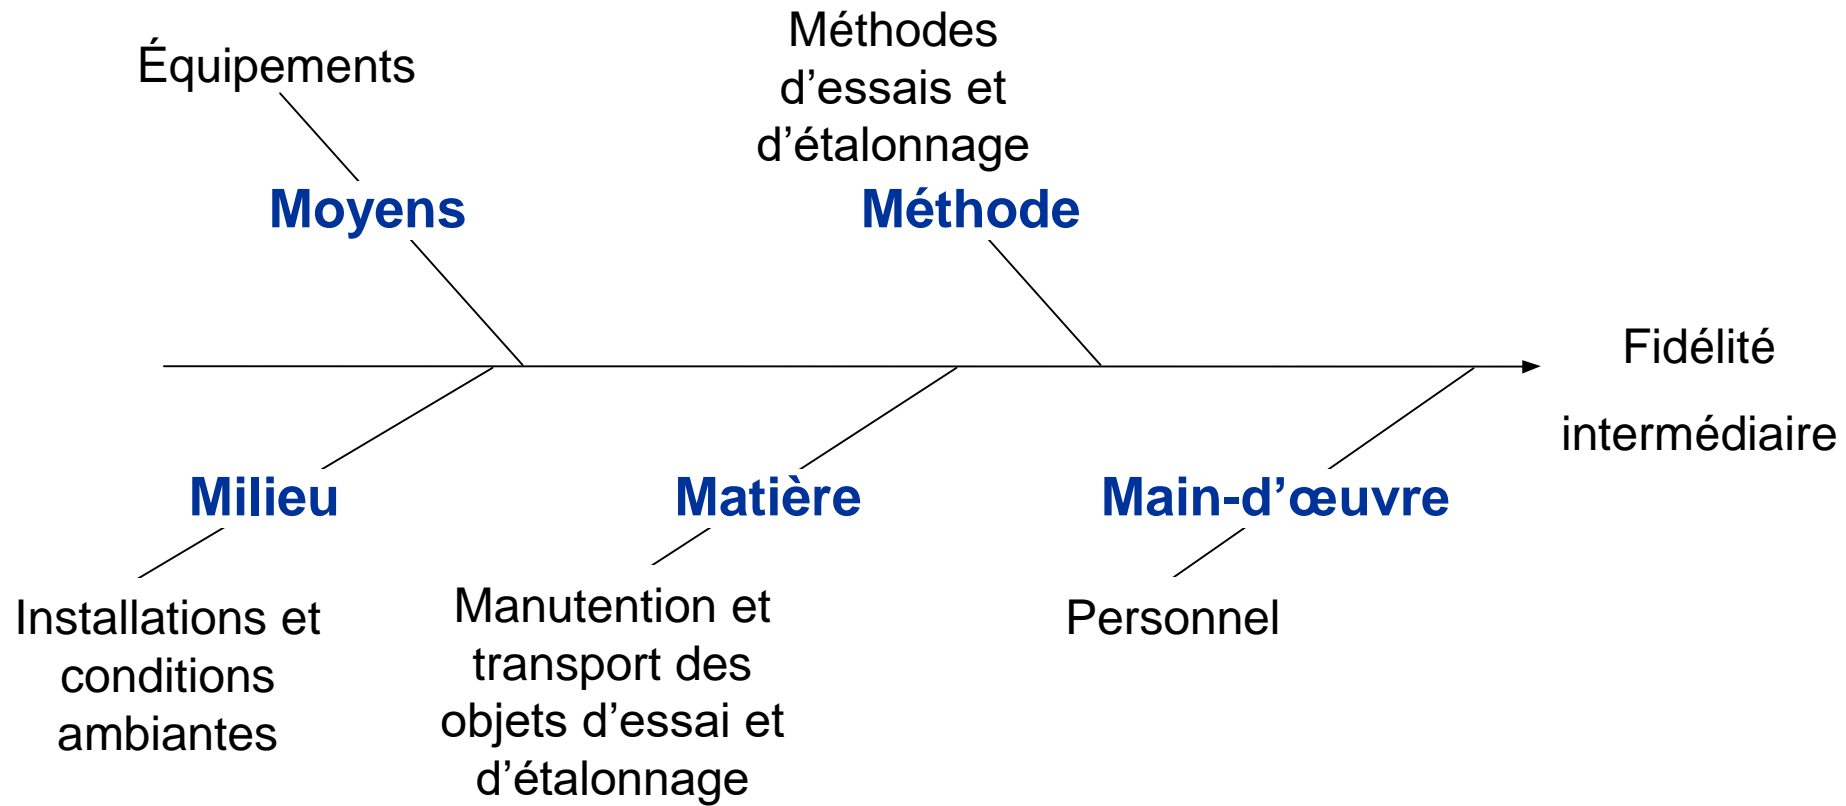 Équipements
Méthodes
d’essais et
d’étalonnage
Moyens
Méthode
Fidélité
intermédiaire
Milieu
Matière
Main-d’œuvre
Installations et
conditions
ambiantes
Manutention et
transport des
objets d’essai et
d’étalonnage
Personnel